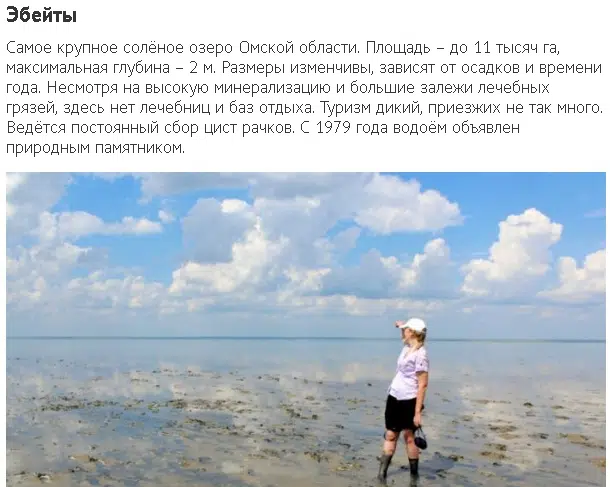 Эбейты
Самое крупное солёное озеро Омской области. Площадь – до 11 тысяч га,
максимальная глубина – 2 м. Размеры изменчивы, зависят от осадков и времени
года. Несмотря на высокую минерализацию и большие залежи лечебных
грязей, здесь нет лечебниц и баз отдыха. Туризм дикий, приезжих не так много.
Ведётся постоянный сбор цист рачков. С 1979 года водоём объявлен
природным памятником.